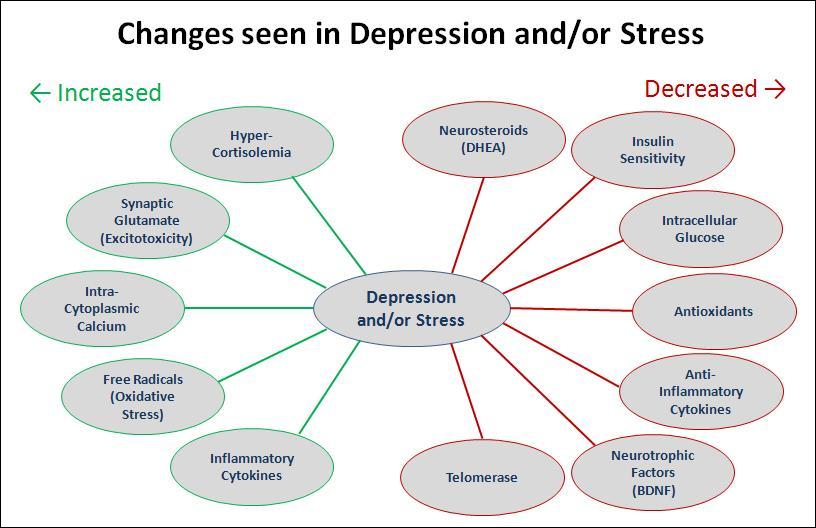 Changes seen in Depression and/or Stress
← Increased
Decreased →
Hyper-
Cortisolemia
Synaptic
Glutamate
(Excitotoxicity)
Intra-
Cytoplasmic
Calcium
Free Radicals
(Oxidative
Stress)
Inflammatory
Cytokines
Depression
and/or Stress
Neurosteroids
(DHEA)
Insulin
Sensitivity
Intracellular
Glucose
Antioxidants
Anti-
Inflammatory
Cytokines
Neurotrophic
Factors
(BDNF)
Telomerase